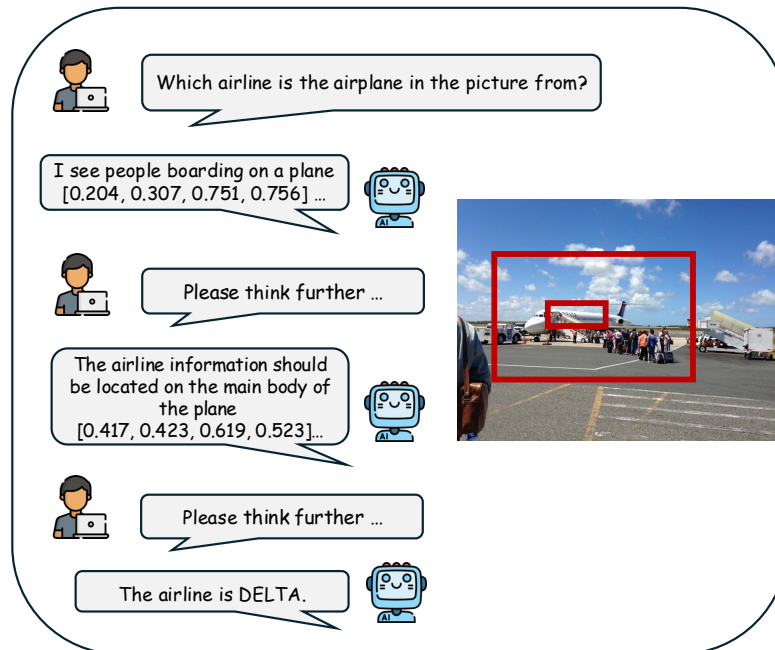 Which airline is the airplane in the picture from?
I see people boarding on a plane
[0.204, 0.307, 0.751, 0.756] ...
AI
Please think further ...
The airline information should
be located on the main body of
the plane
[0.417, 0.423, 0.619, 0.523]...
AI
Please think further ...
The airline is DELTA.
AI